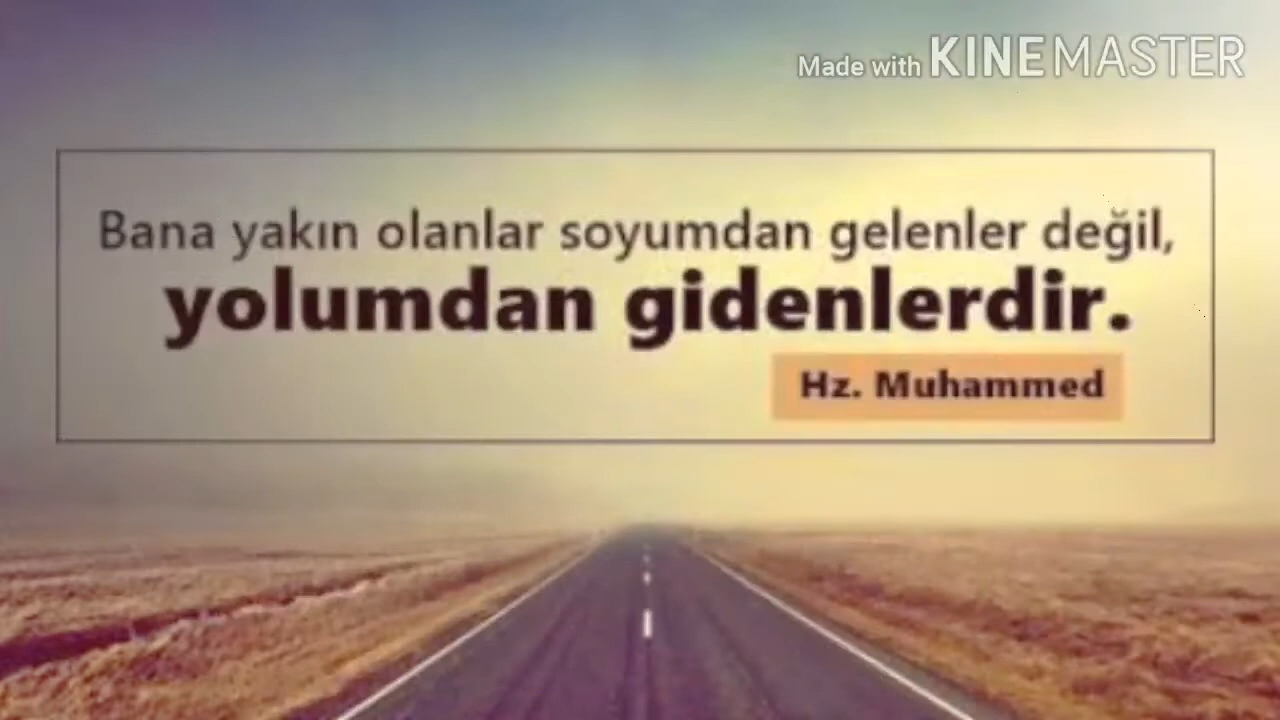 Made with KINEMASTER
Bana yakın olanlar soyumdan gelenler değil,
yolumdan gidenlerdir.
Hz. Muhammed